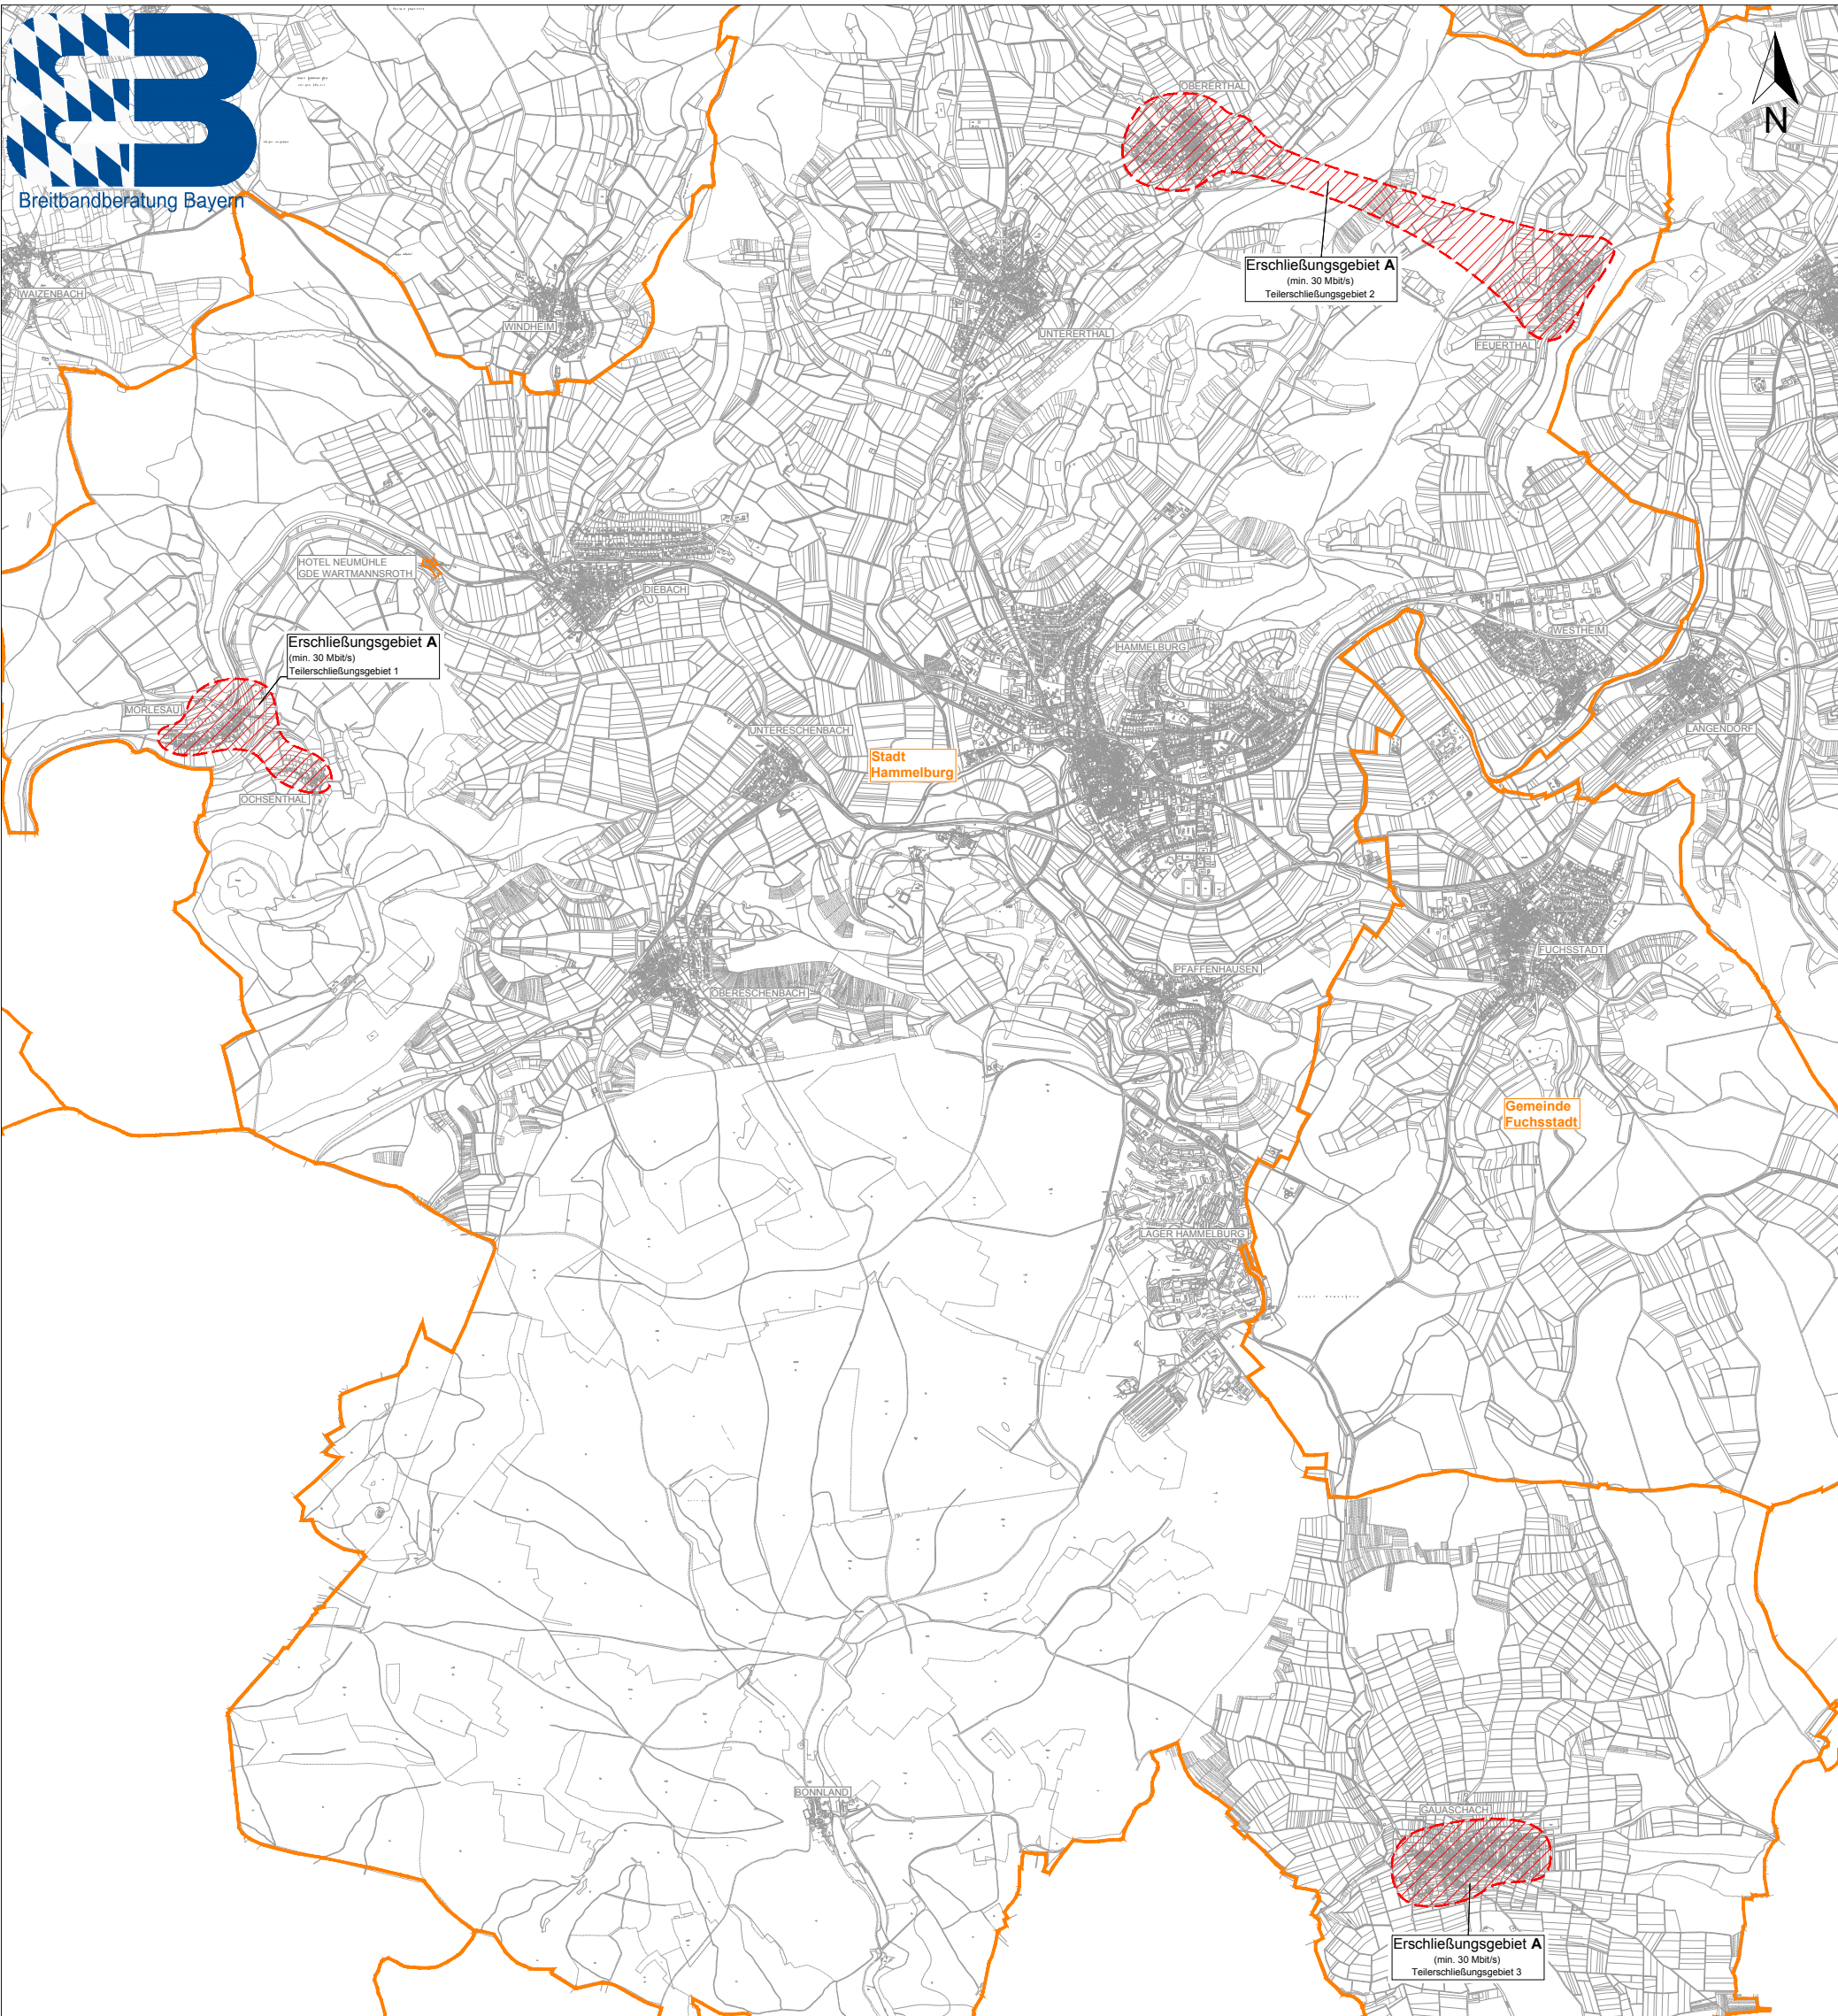 Breitbandberatung Bayern
N
OBERERTHAL
Erschließungsgebiet A
(min. 30 Mbit/s)
Teilerschließungsgebiet 2
WAIZENBACH
WINDHEIM
UNTERERTHAL
FEUERTHAL
HOTEL NEUMÜHLE
GDE WARTMANNSROTH
DIEBACH
Erschließungsgebiet A
(min. 30 Mbit/s)
Teilerschließungsgebiet 1
HAMMELBURG
WESTHEIM
MORLESAU
UNTERESCHENBACH
LANGENDORF
Stadt
Hammelburg
OCHSENTHAL
FUCHSSTADT
PFAFFENHAUSEN
OBERESCHENBACH
Gemeinde
Fuchsstadt
LAGER HAMMELBURG
BONNLAND
GAUASCHACH
Erschließungsgebiet A
(min. 30 Mbit/s)
Teilerschließungsgebiet 3